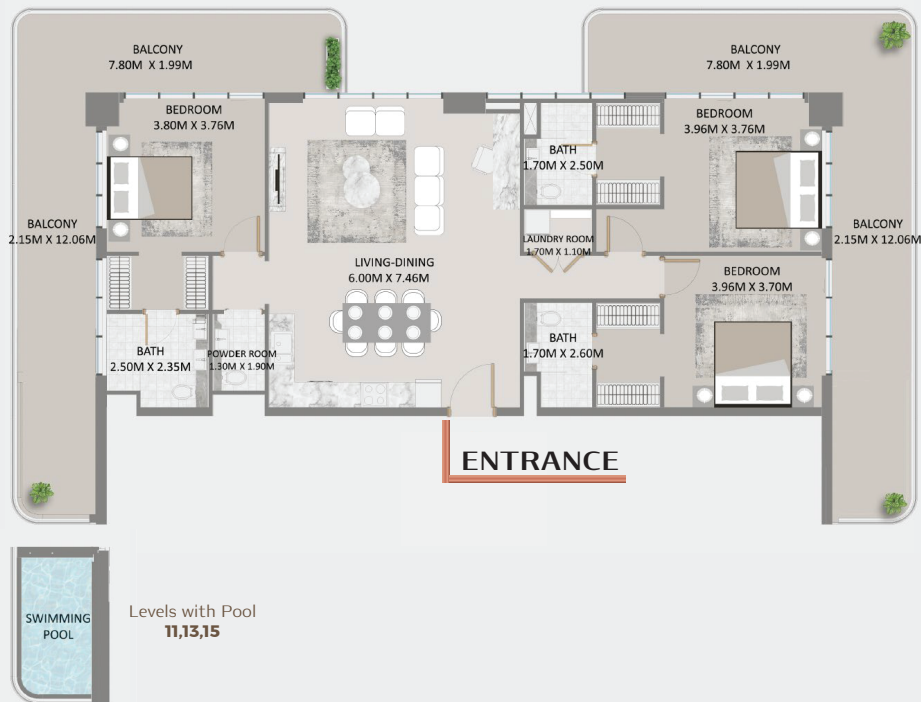 BALCONY
7.80M X 1.99M
BALCONY
7.80M X 1.99M
BEDROOM
3.80M X 3.76M
BEDROOM
3.96M X 3.76M
BATH
1.70M X 2.50M
BALCONY
2.15M X 12.06M
BALCONY
2.15M X 12.06M
LAUNDRY ROOM
1.70M X 1.10M
LIVING-DINING
6.00M X 7.46M
BEDROOM
3.96M X 3.70M
BATH
2.50M X 2.35M
POWDER ROOM
1.30M X 1.90M
BATH
1.70M X 2.60M
ENTRANCE
SWIMMING
POOL
Levels with Pool
11,13,15